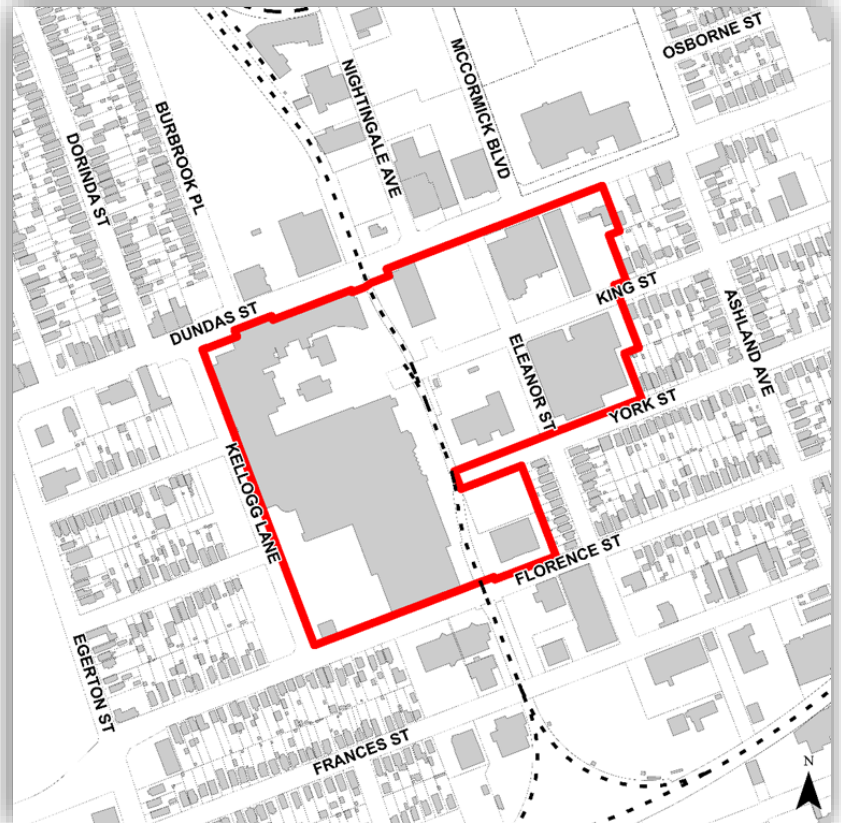 OSBORNE ST
MCCORMICK BLVD
NIGHTINGALE AVE
BURBROOK PL
DORINDA ST
DUNDAS ST
KING ST
ASHLAND AVE
ELEANOR ST
YORK ST
KELLOGG LANE
FLORENCE ST
EGERTON ST
FRANCES ST
N